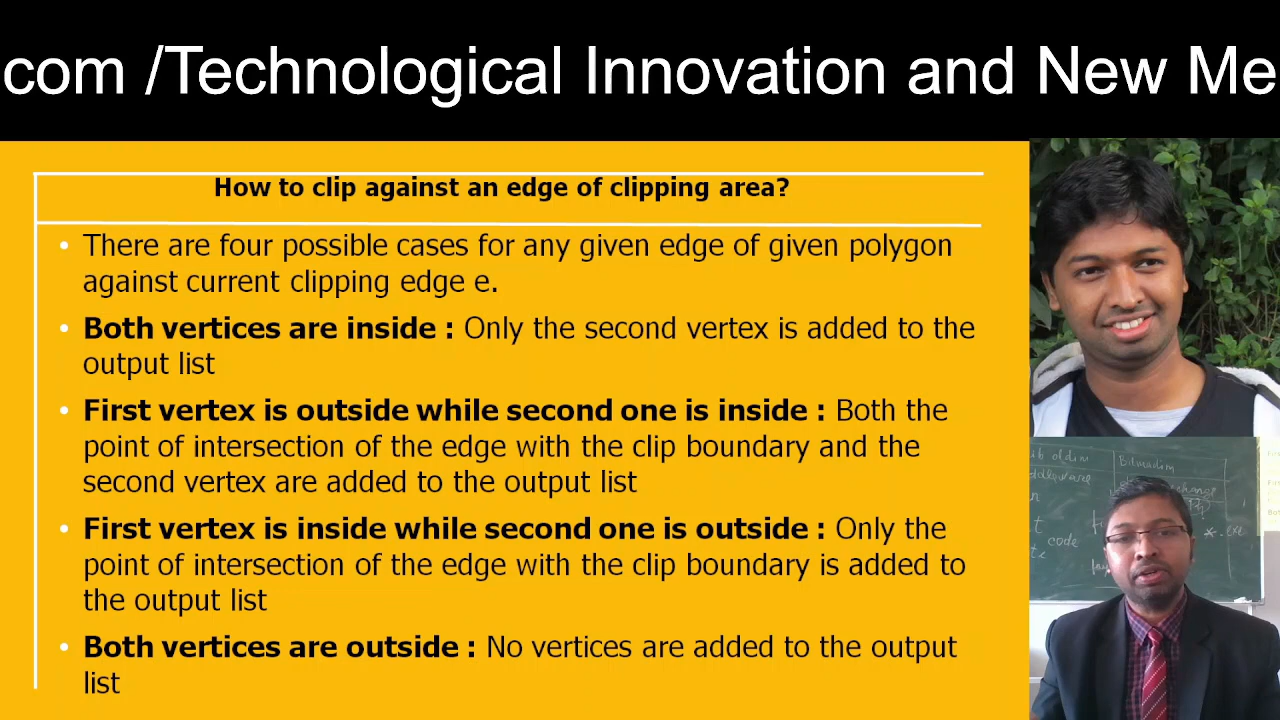 com /Technological Innovation and New Me
How to clip against an edge of clipping area?
• There are four possible cases for any given edge of given polygon
against current clipping edge e.
• Both vertices are inside : Only the second vertex is added to the
output list
• First vertex is outside while second one is inside : Both the
point of intersection of the edge with the clip boundary and the
second vertex are added to the output list
• First vertex is inside while second one is outside : Only the
point of intersection of the edge with the clip boundary is added to
the output list
• Both vertices are outside : No vertices are added to the output
list
oldim
Bilmadim
change
code
*.exe